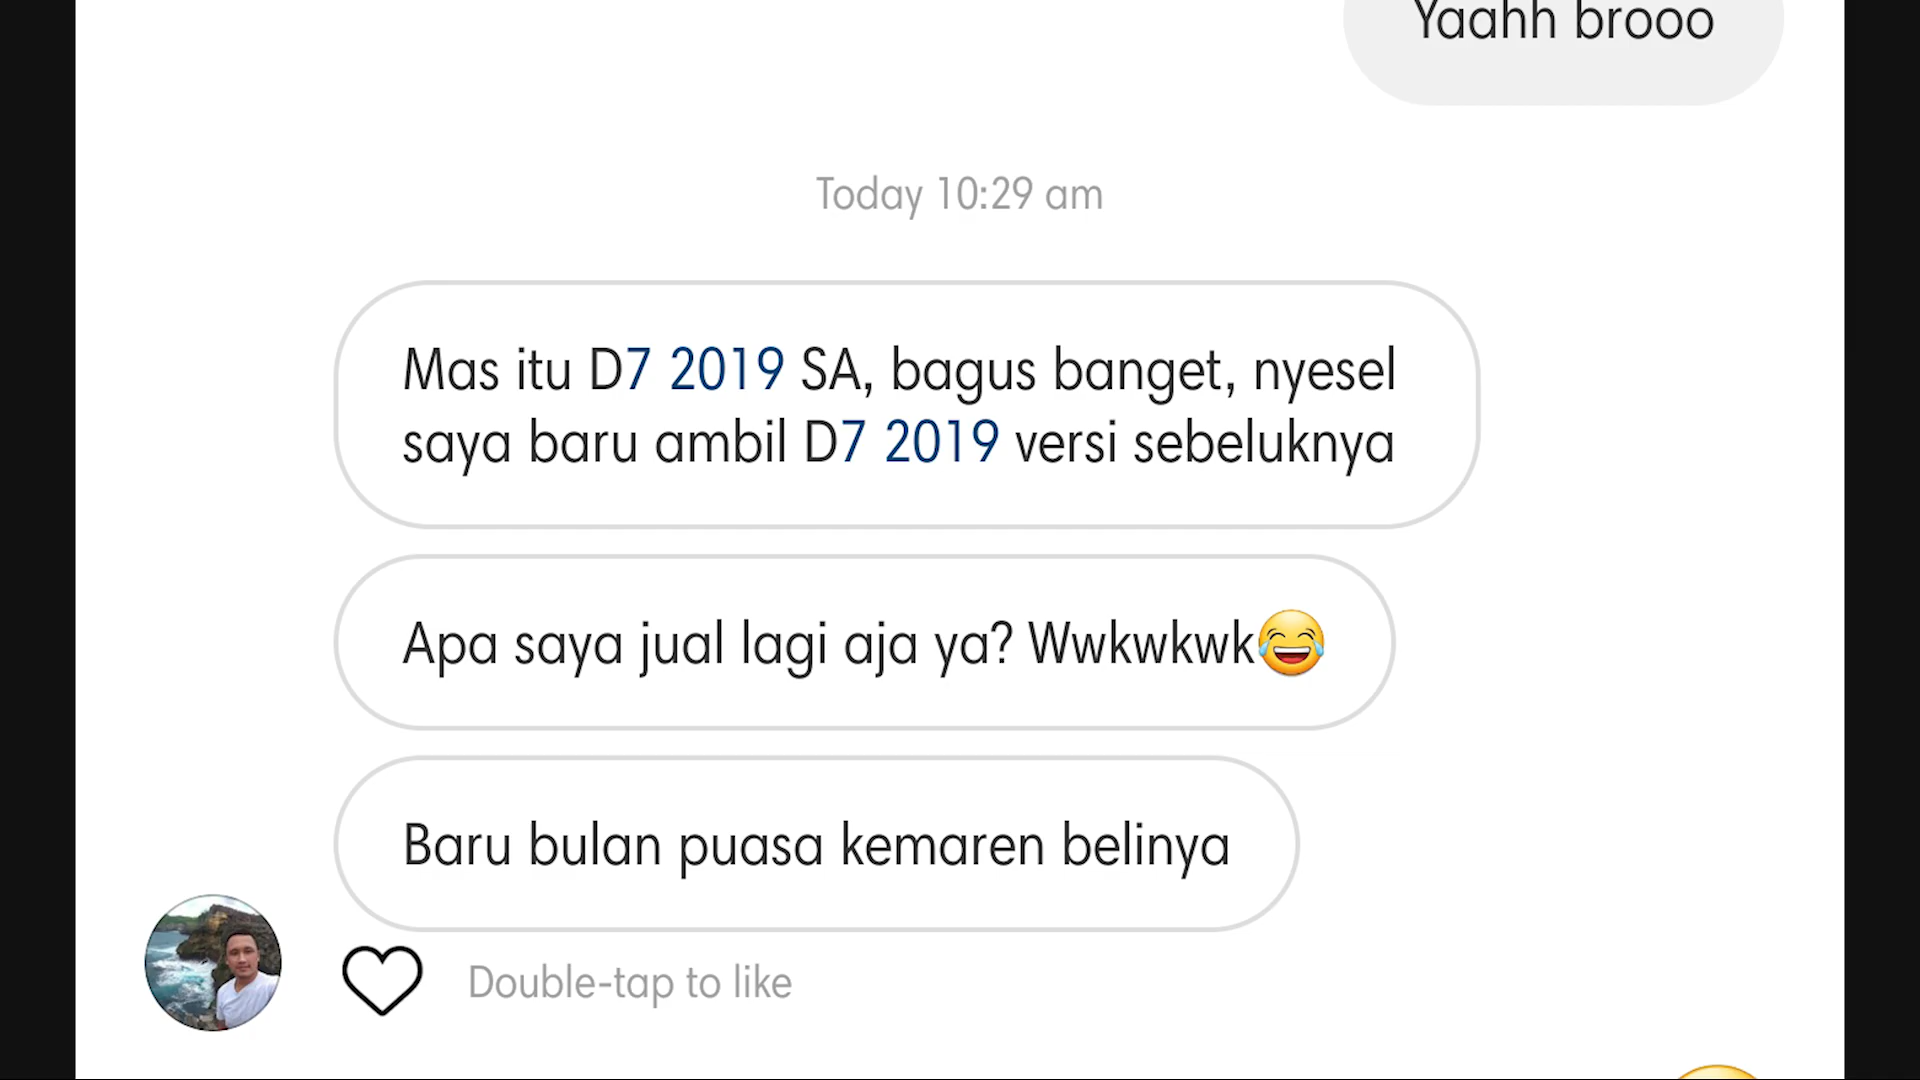 Yaahh brooo
Today 10:29 am
Mas itu D7 2019 SA, bagus banget, nyesel
saya baru ambil D7 2019 versi sebeluknya
Apa saya jual lagi aja ya? Wwkwkwk😂
Baru bulan puasa kemaren belinya
Double-tap to like